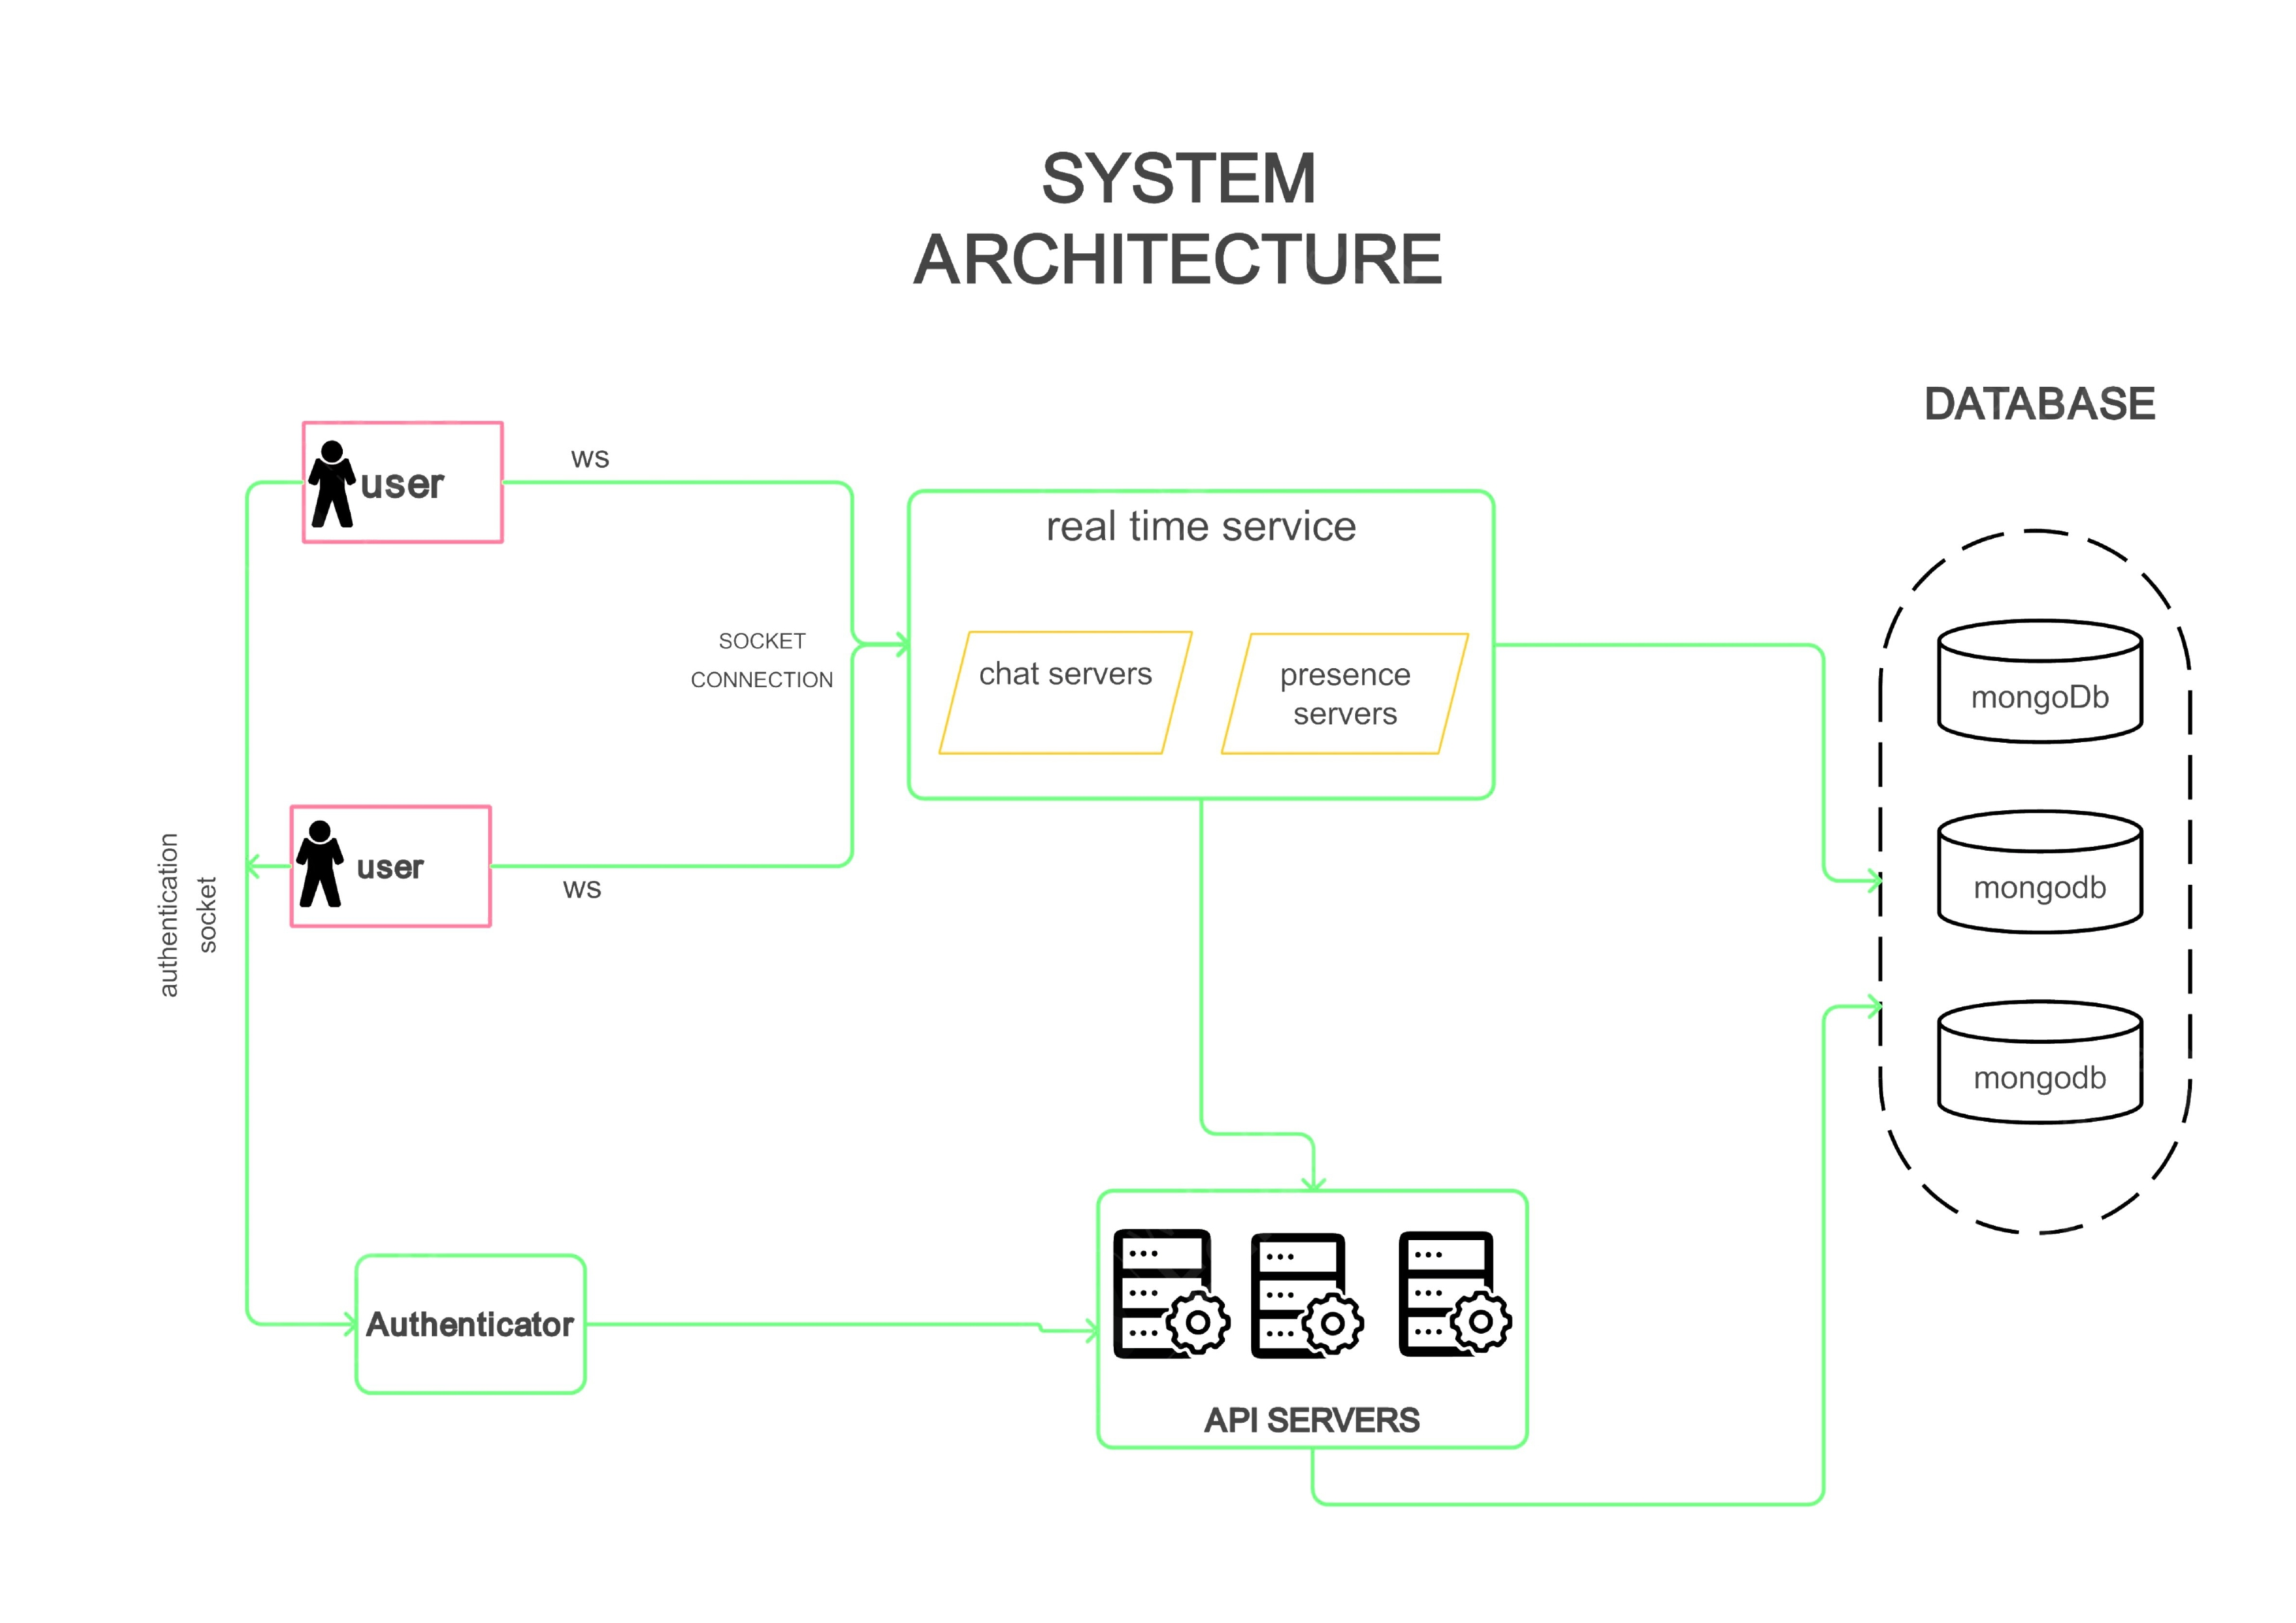 SYSTEM
ARCHITECTURE
DATABASE
user
ws
real time service
SOCKET
CONNECTION
chat servers
presence
servers
mongoDb
user
ws
authentication
socket
mongodb
mongodb
Authenticator
API SERVERS